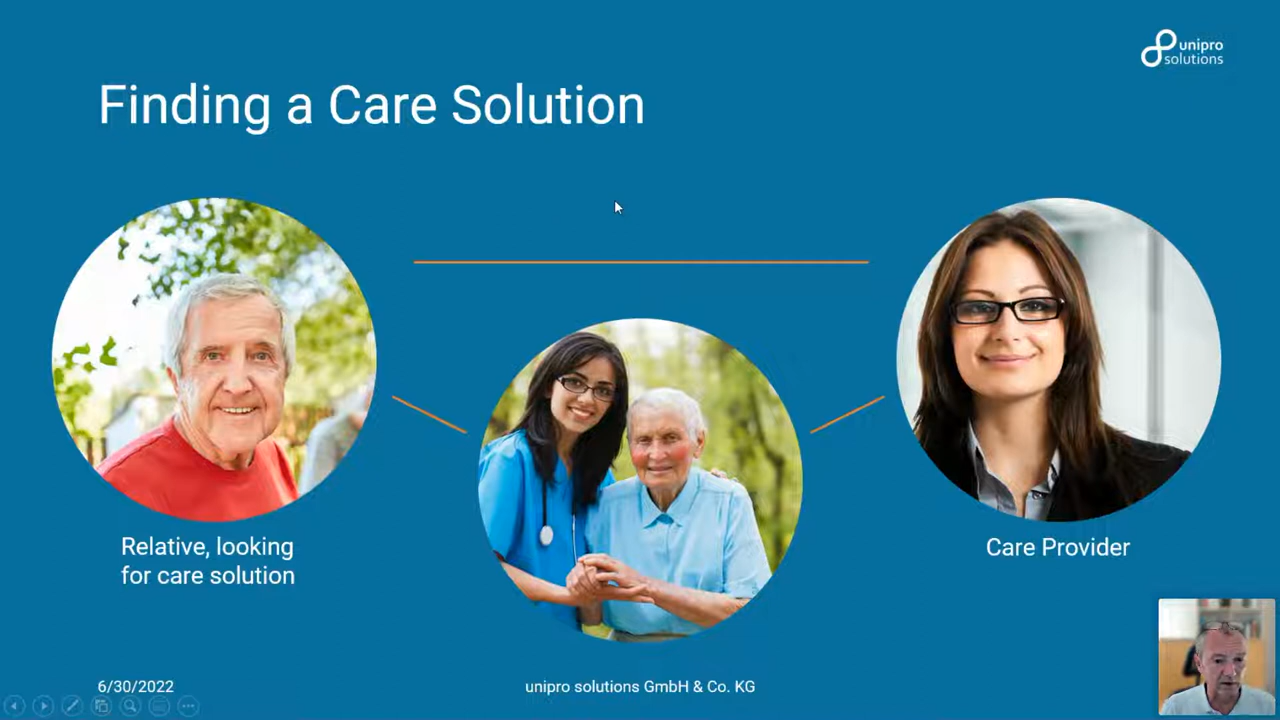 unipro
solutions
Finding a Care Solution
Relative, looking
for care solution
Care Provider
6/30/2022
unipro solutions GmbH & Co. KG